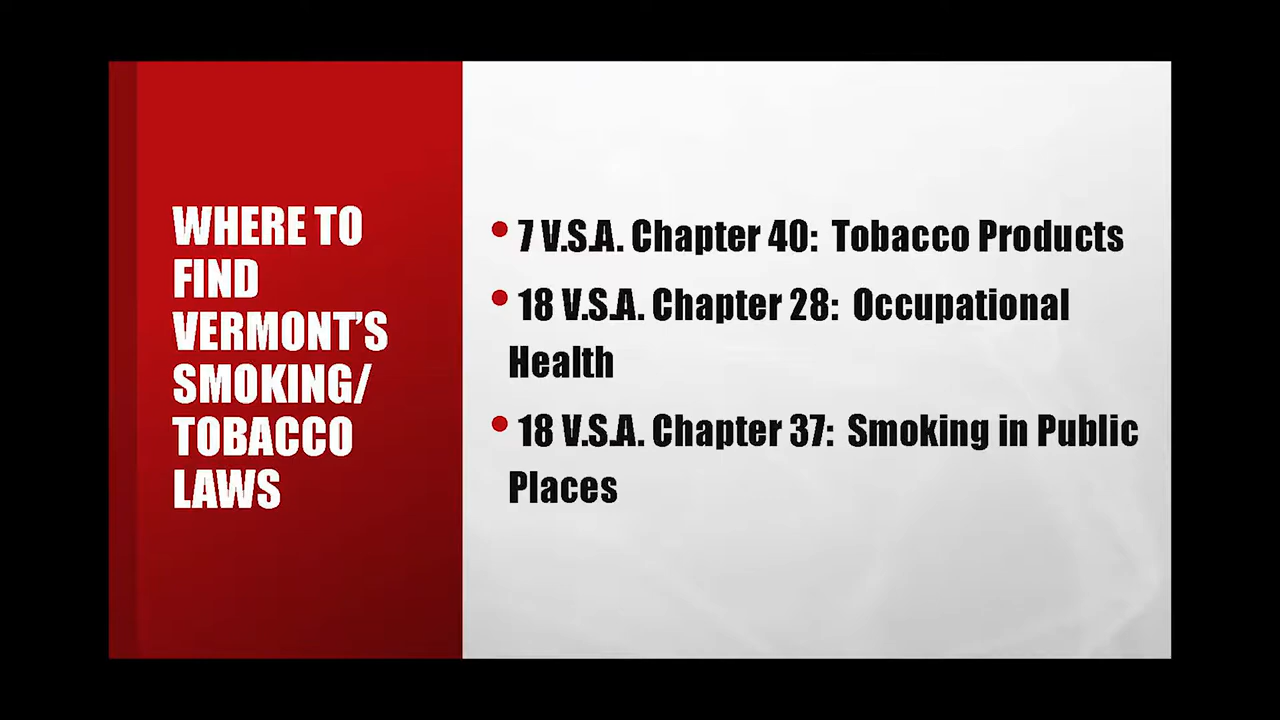 WHERE TO
FIND
VERMONT'S
SMOKING/
TOBACCO
LAWS
• 7 V.S.A. Chapter 40: Tobacco Products
• 18 V.S.A. Chapter 28: Occupational
Health
• 18 V.S.A. Chapter 37: Smoking in Public
Places